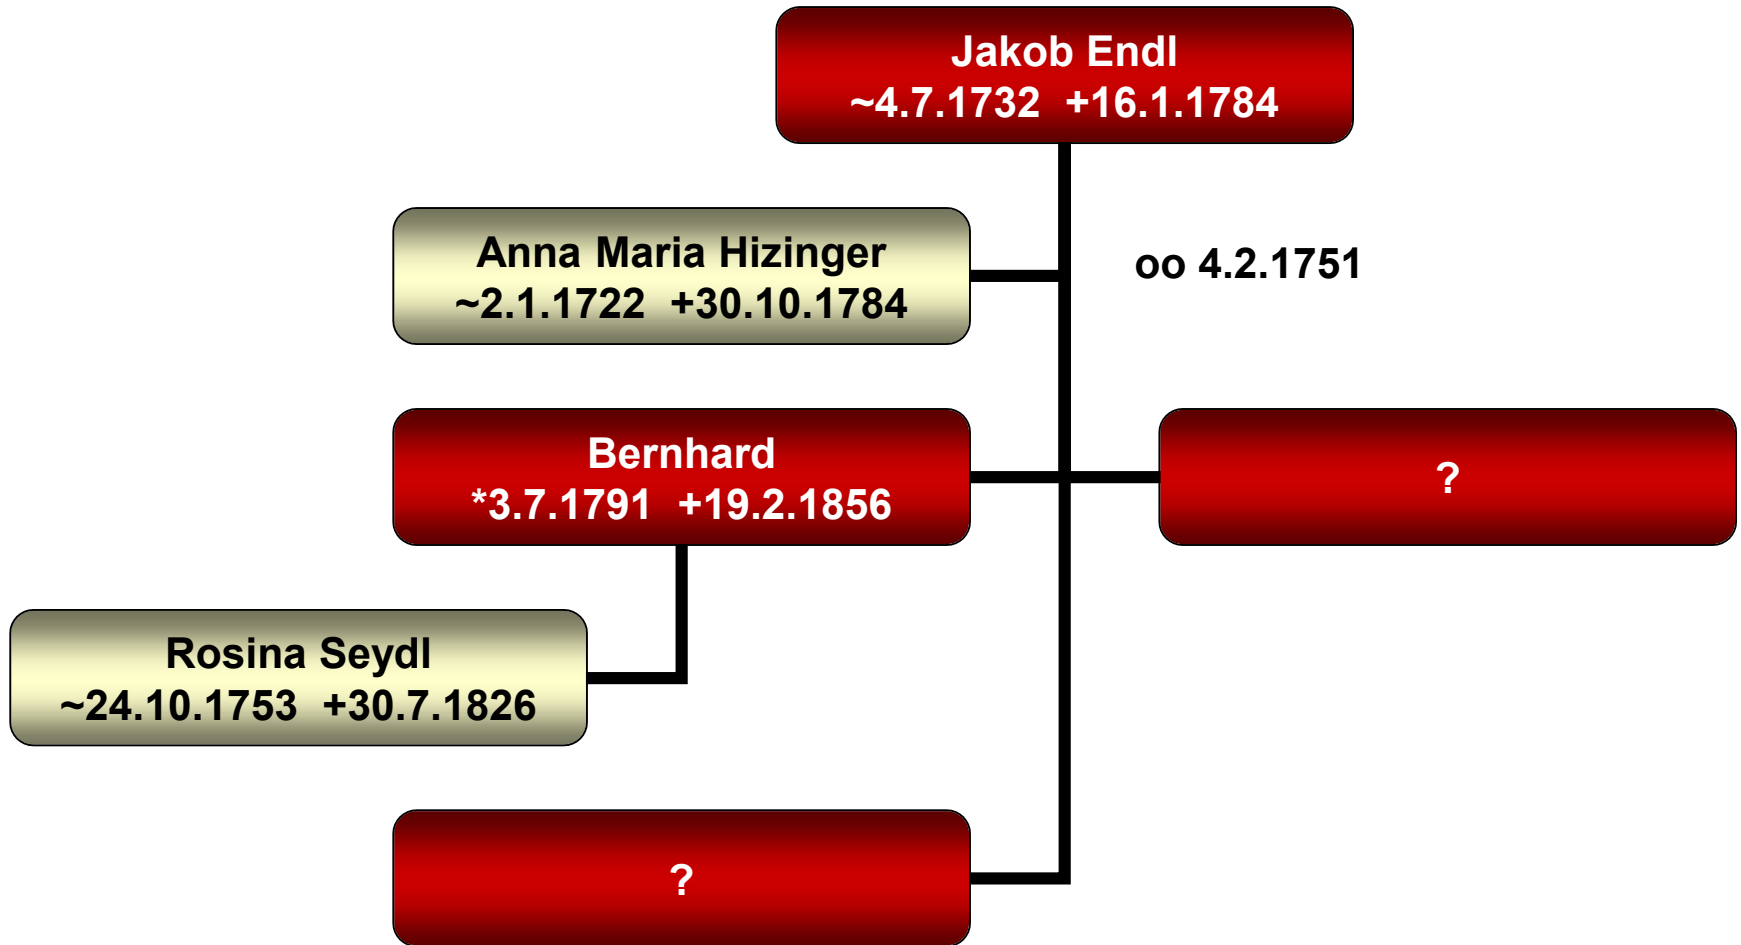 Jakob Endl
~4.7.1732 +16.1.1784
Anna Maria Hizinger
~2.1.1722 +30.10.1784
oo 4.2.1751
Bernhard
*3.7.1791 +19.2.1856
?
Rosina Seydl
~24.10.1753 +30.7.1826
?